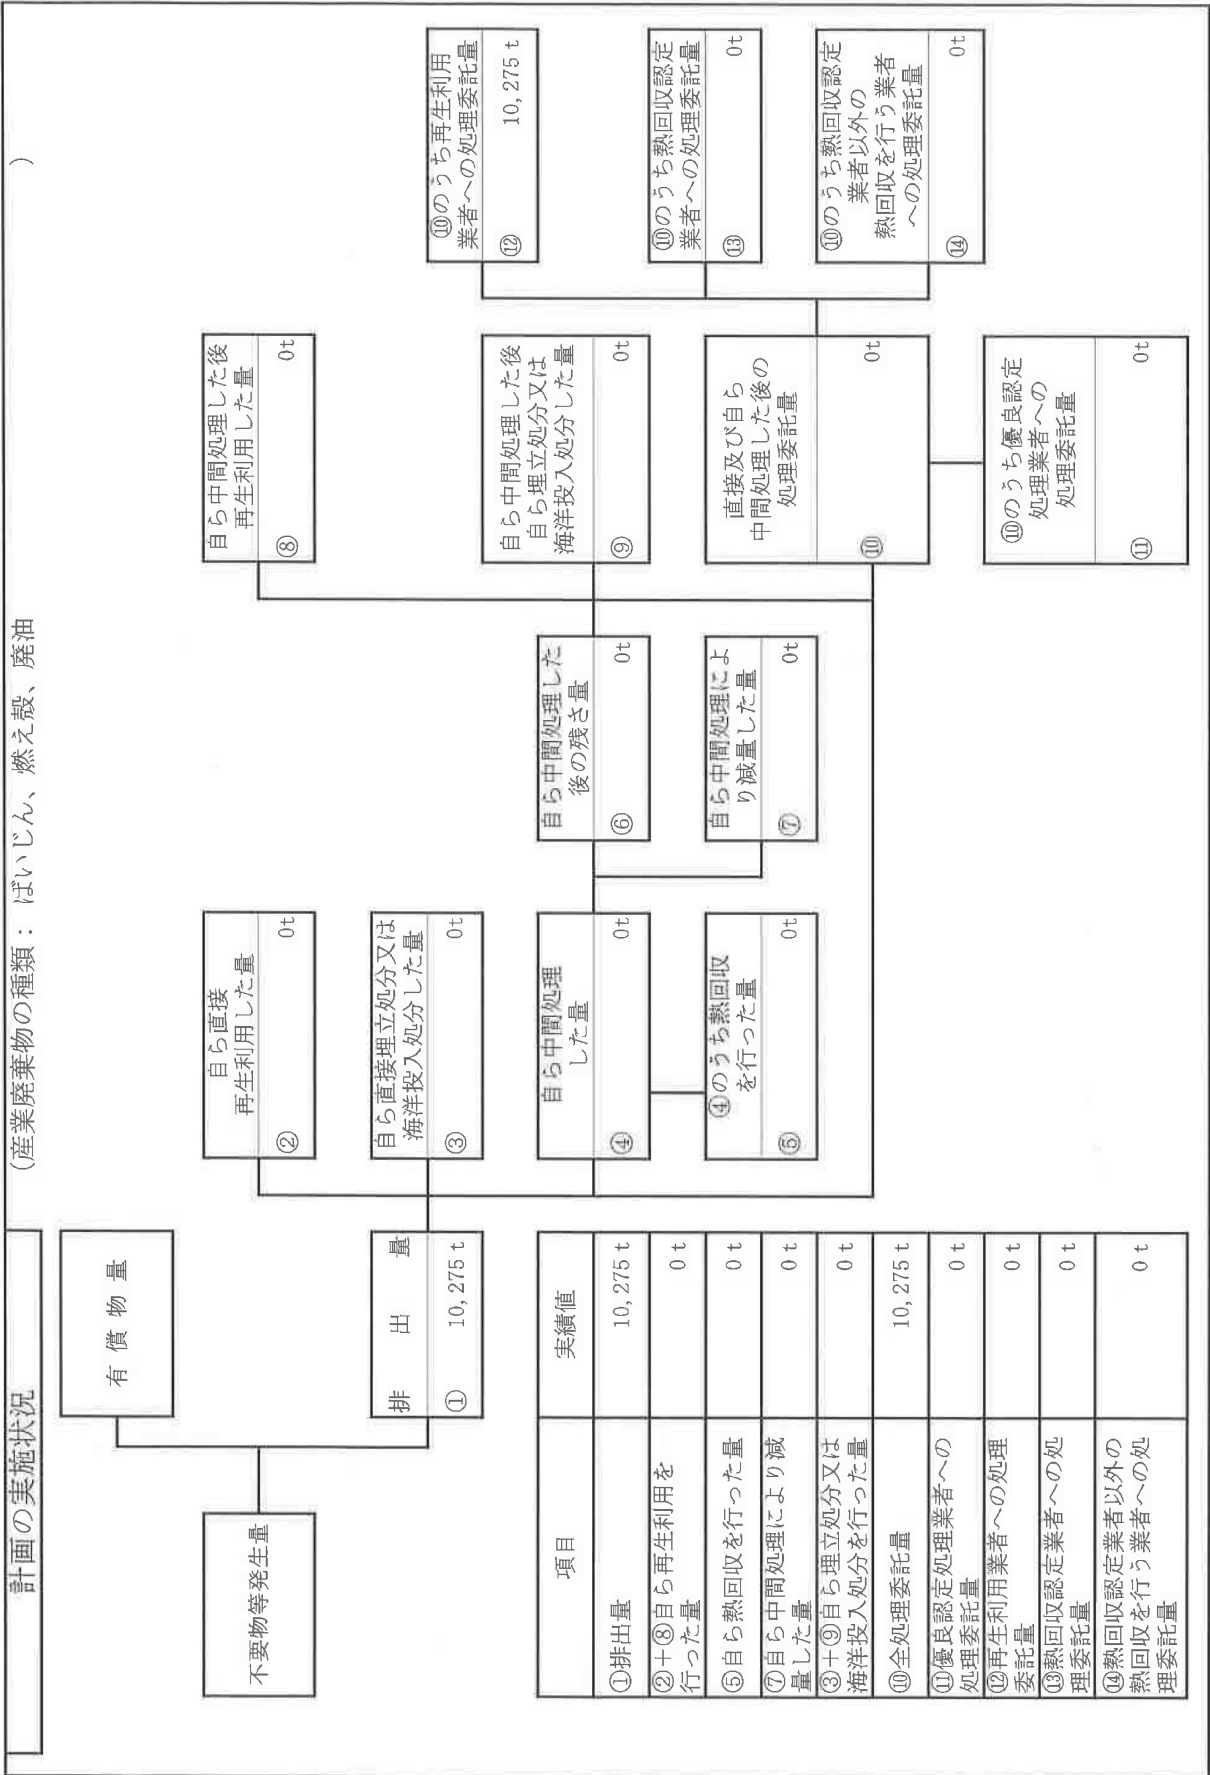 計画の実施状況
(産業廃棄物の種類：ばいじん、燃え殻、廃油 )
不要物等発生量
有償物量
排出量
① 10,275 t
自ら直接
再生利用した量
② 0t
自ら直接埋立処分又は
海洋投入処分した量
③ 0t
自ら中間処理
した量
④ 0t
④のうち熱回収
を行った量
⑤ 0t
自ら中間処理した
後の残さ量
⑥ 0t
自ら中間処理によ
り減量した量
⑦ 0t
自ら中間処理した後
再生利用した量
⑧ 0t
自ら中間処理した後
自ら埋立処分又は
海洋投入処分した量
⑨ 0t
直接及び自ら
中間処理した後の
処理委託量
⑩ 0t
⑩のうち優良認定
処理業者への
処理委託量
⑪ 0t
⑩のうち再生利用
業者への処理委託量
⑫ 10,275 t
⑩のうち熱回収認定
業者への処理委託量
⑬ 0t
⑩のうち熱回収認定
業者以外の
熱回収を行う業者
への処理委託量
⑭ 0t
項目 実績値
①排出量 10,275 t
②＋⑧自ら再生利用を
行った量 0 t
⑤自ら熱回収を行った量 0 t
⑦自ら中間処理により減
量した量 0 t
③＋⑨自ら埋立処分又は
海洋投入処分を行った量 0 t
⑩全処理委託量 10,275 t
⑪優良認定処理業者への
処理委託量 0 t
⑫再生利用業者への処理
委託量 0 t
⑬熱回収認定業者への処
理委託量 0 t
⑭熱回収認定業者以外の
熱回収を行う業者への処
理委託量 0 t